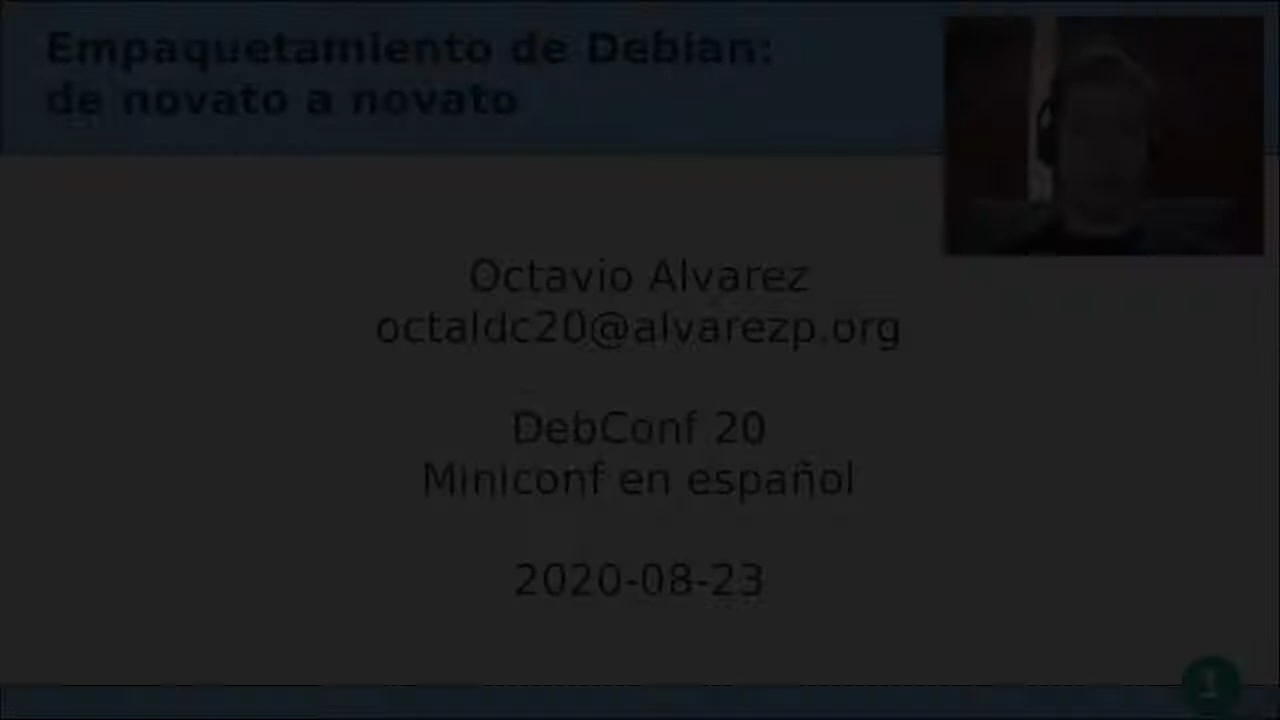 Empaquetamiento de Debian:
de novato a novato
Octavio Alvarez
octaldc20@alvarezp.org
DebConf 20
Miniconf en español
2020-08-23
1